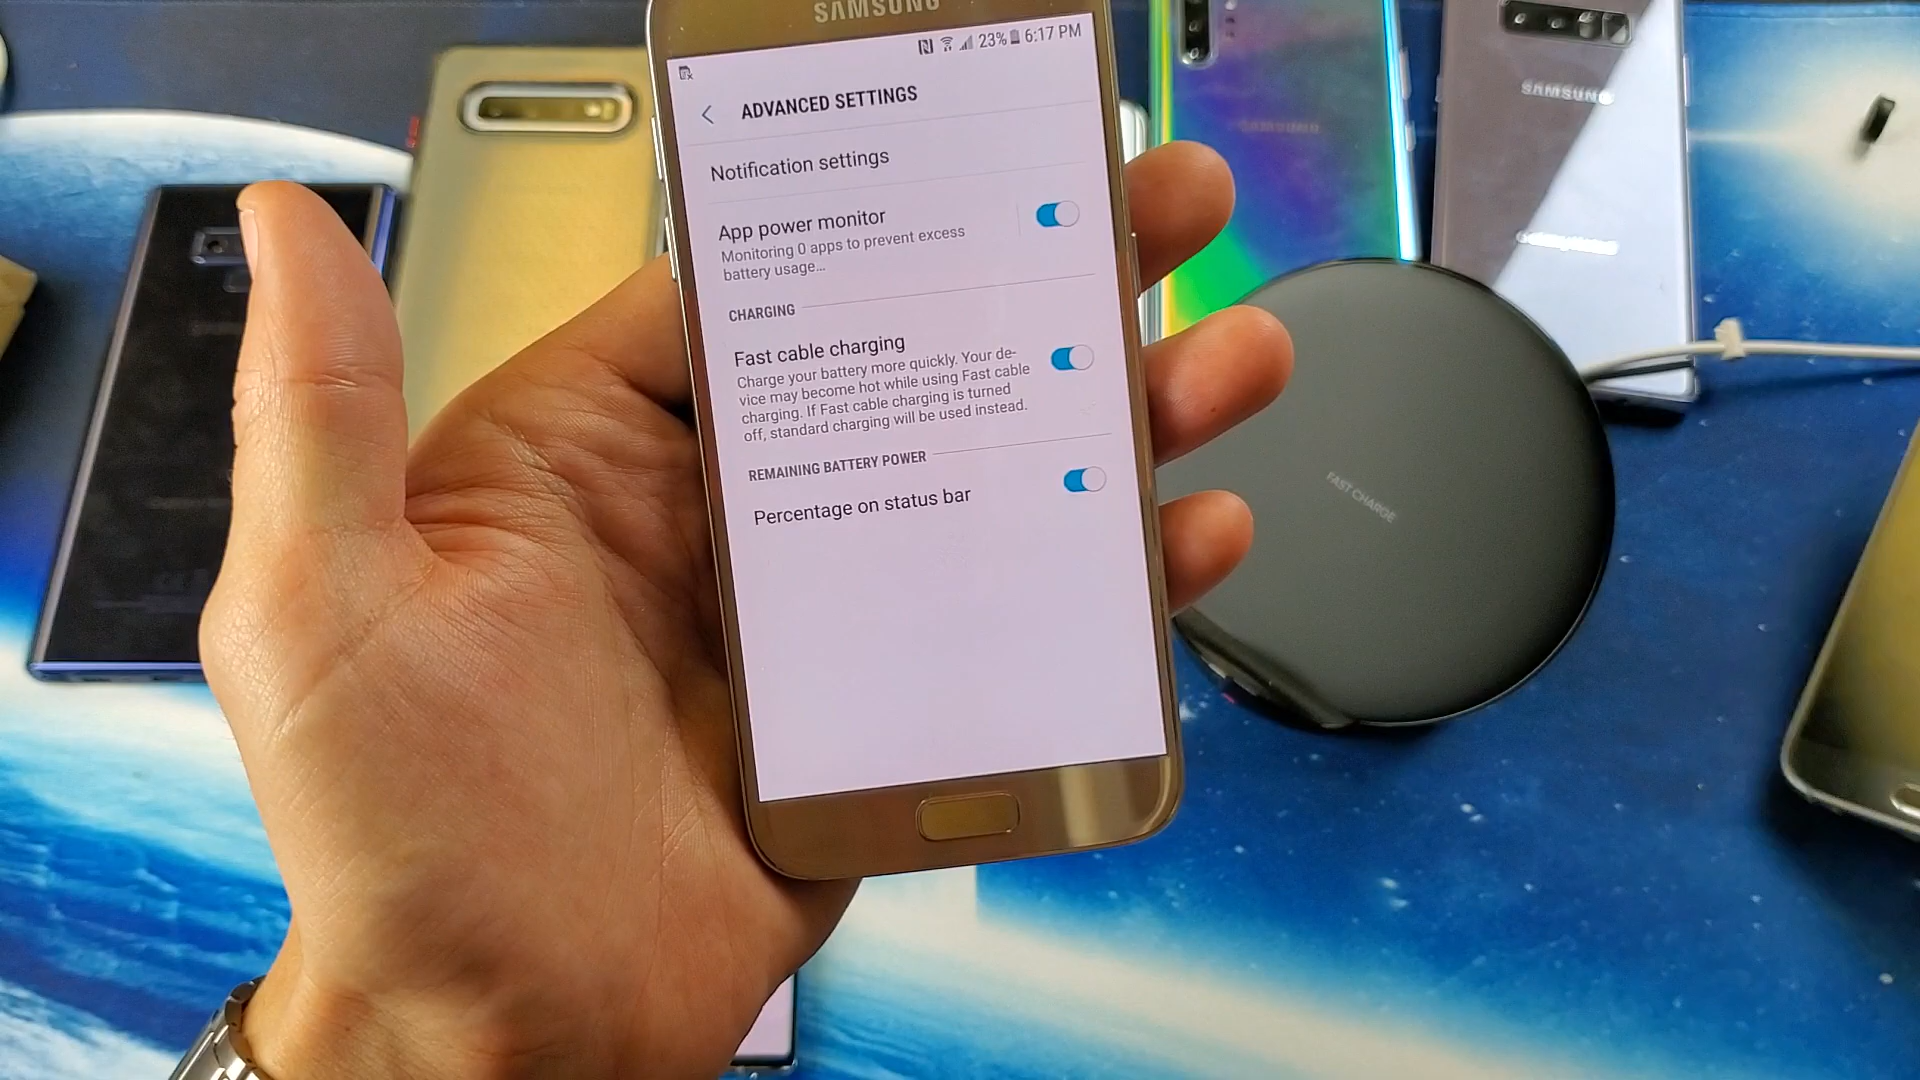 SAMSUNG
23% 6:17 PM
ADVANCED SETTINGS
Notification settings
App power monitor
Monitoring 0 apps to prevent excess
battery usage...
CHARGING
Fast cable charging
Charge your battery more quickly. Your de-
vice may become hot while using Fast cable
charging. If Fast cable charging is turned
off, standard charging will be used instead.
REMAINING BATTERY POWER
Percentage on status bar
SAMSUNG
SAMSUNG
FAST CHARGE